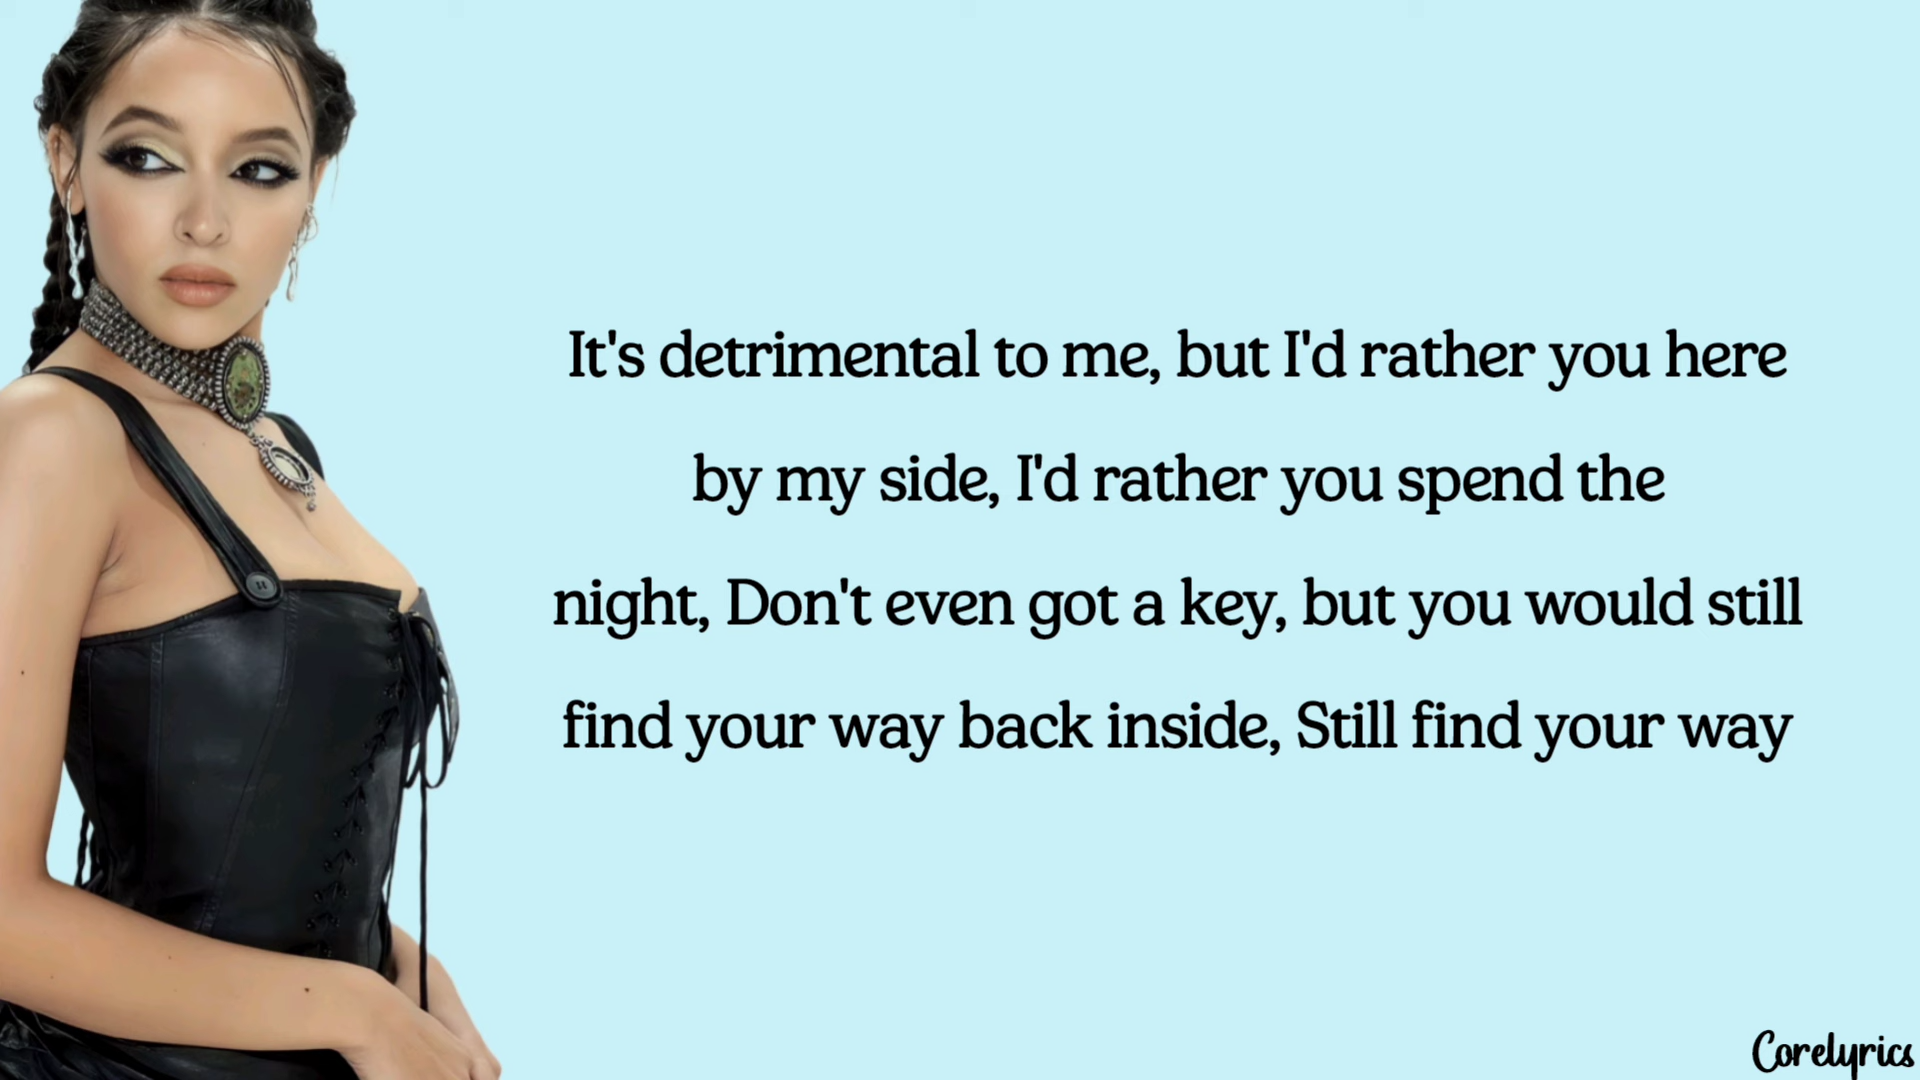 It's detrimental to me, but I'd rather you here
by my side, I'd rather you spend the
night, Don't even got a key, but you would still
find your way back inside, Still find your way
Corelyrics